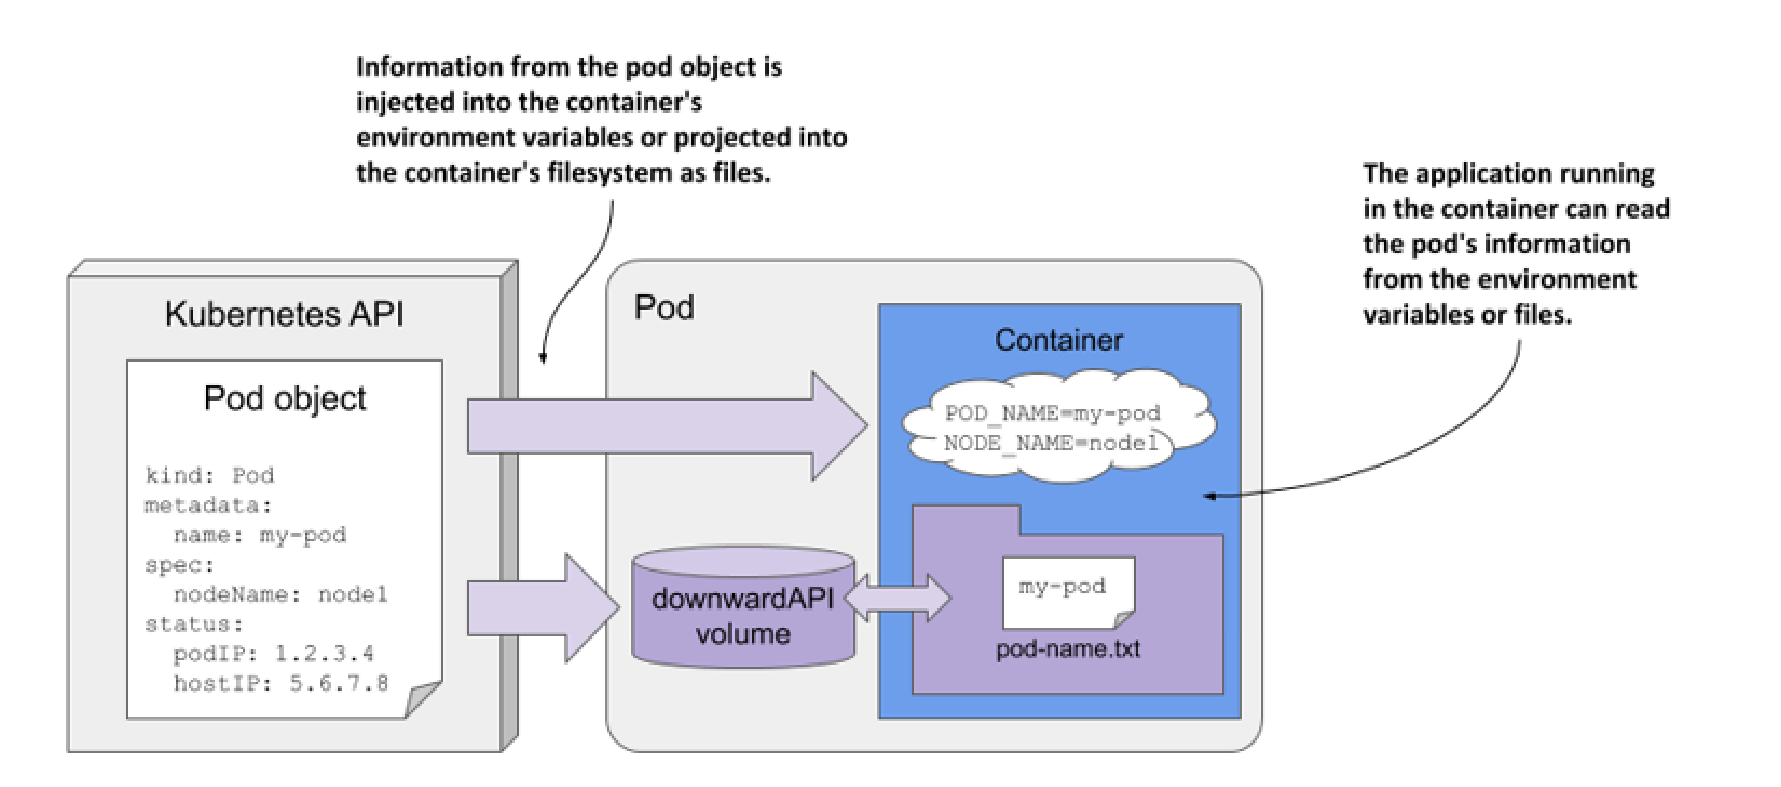 Information from the pod object is
injected into the container's
environment variables or projected into
the container's filesystem as files.
The application running
in the container can read
the pod's information
from the environment
variables or files.
Kubernetes API
Pod object
kind: Pod
metadata:
  name: my-pod
spec:
  nodeName: node1
status:
  podIP: 1.2.3.4
  hostIP: 5.6.7.8
Pod
Container
POD_NAME=my-pod
NODE_NAME=node1
downwardAPI
volume
my-pod
pod-name.txt